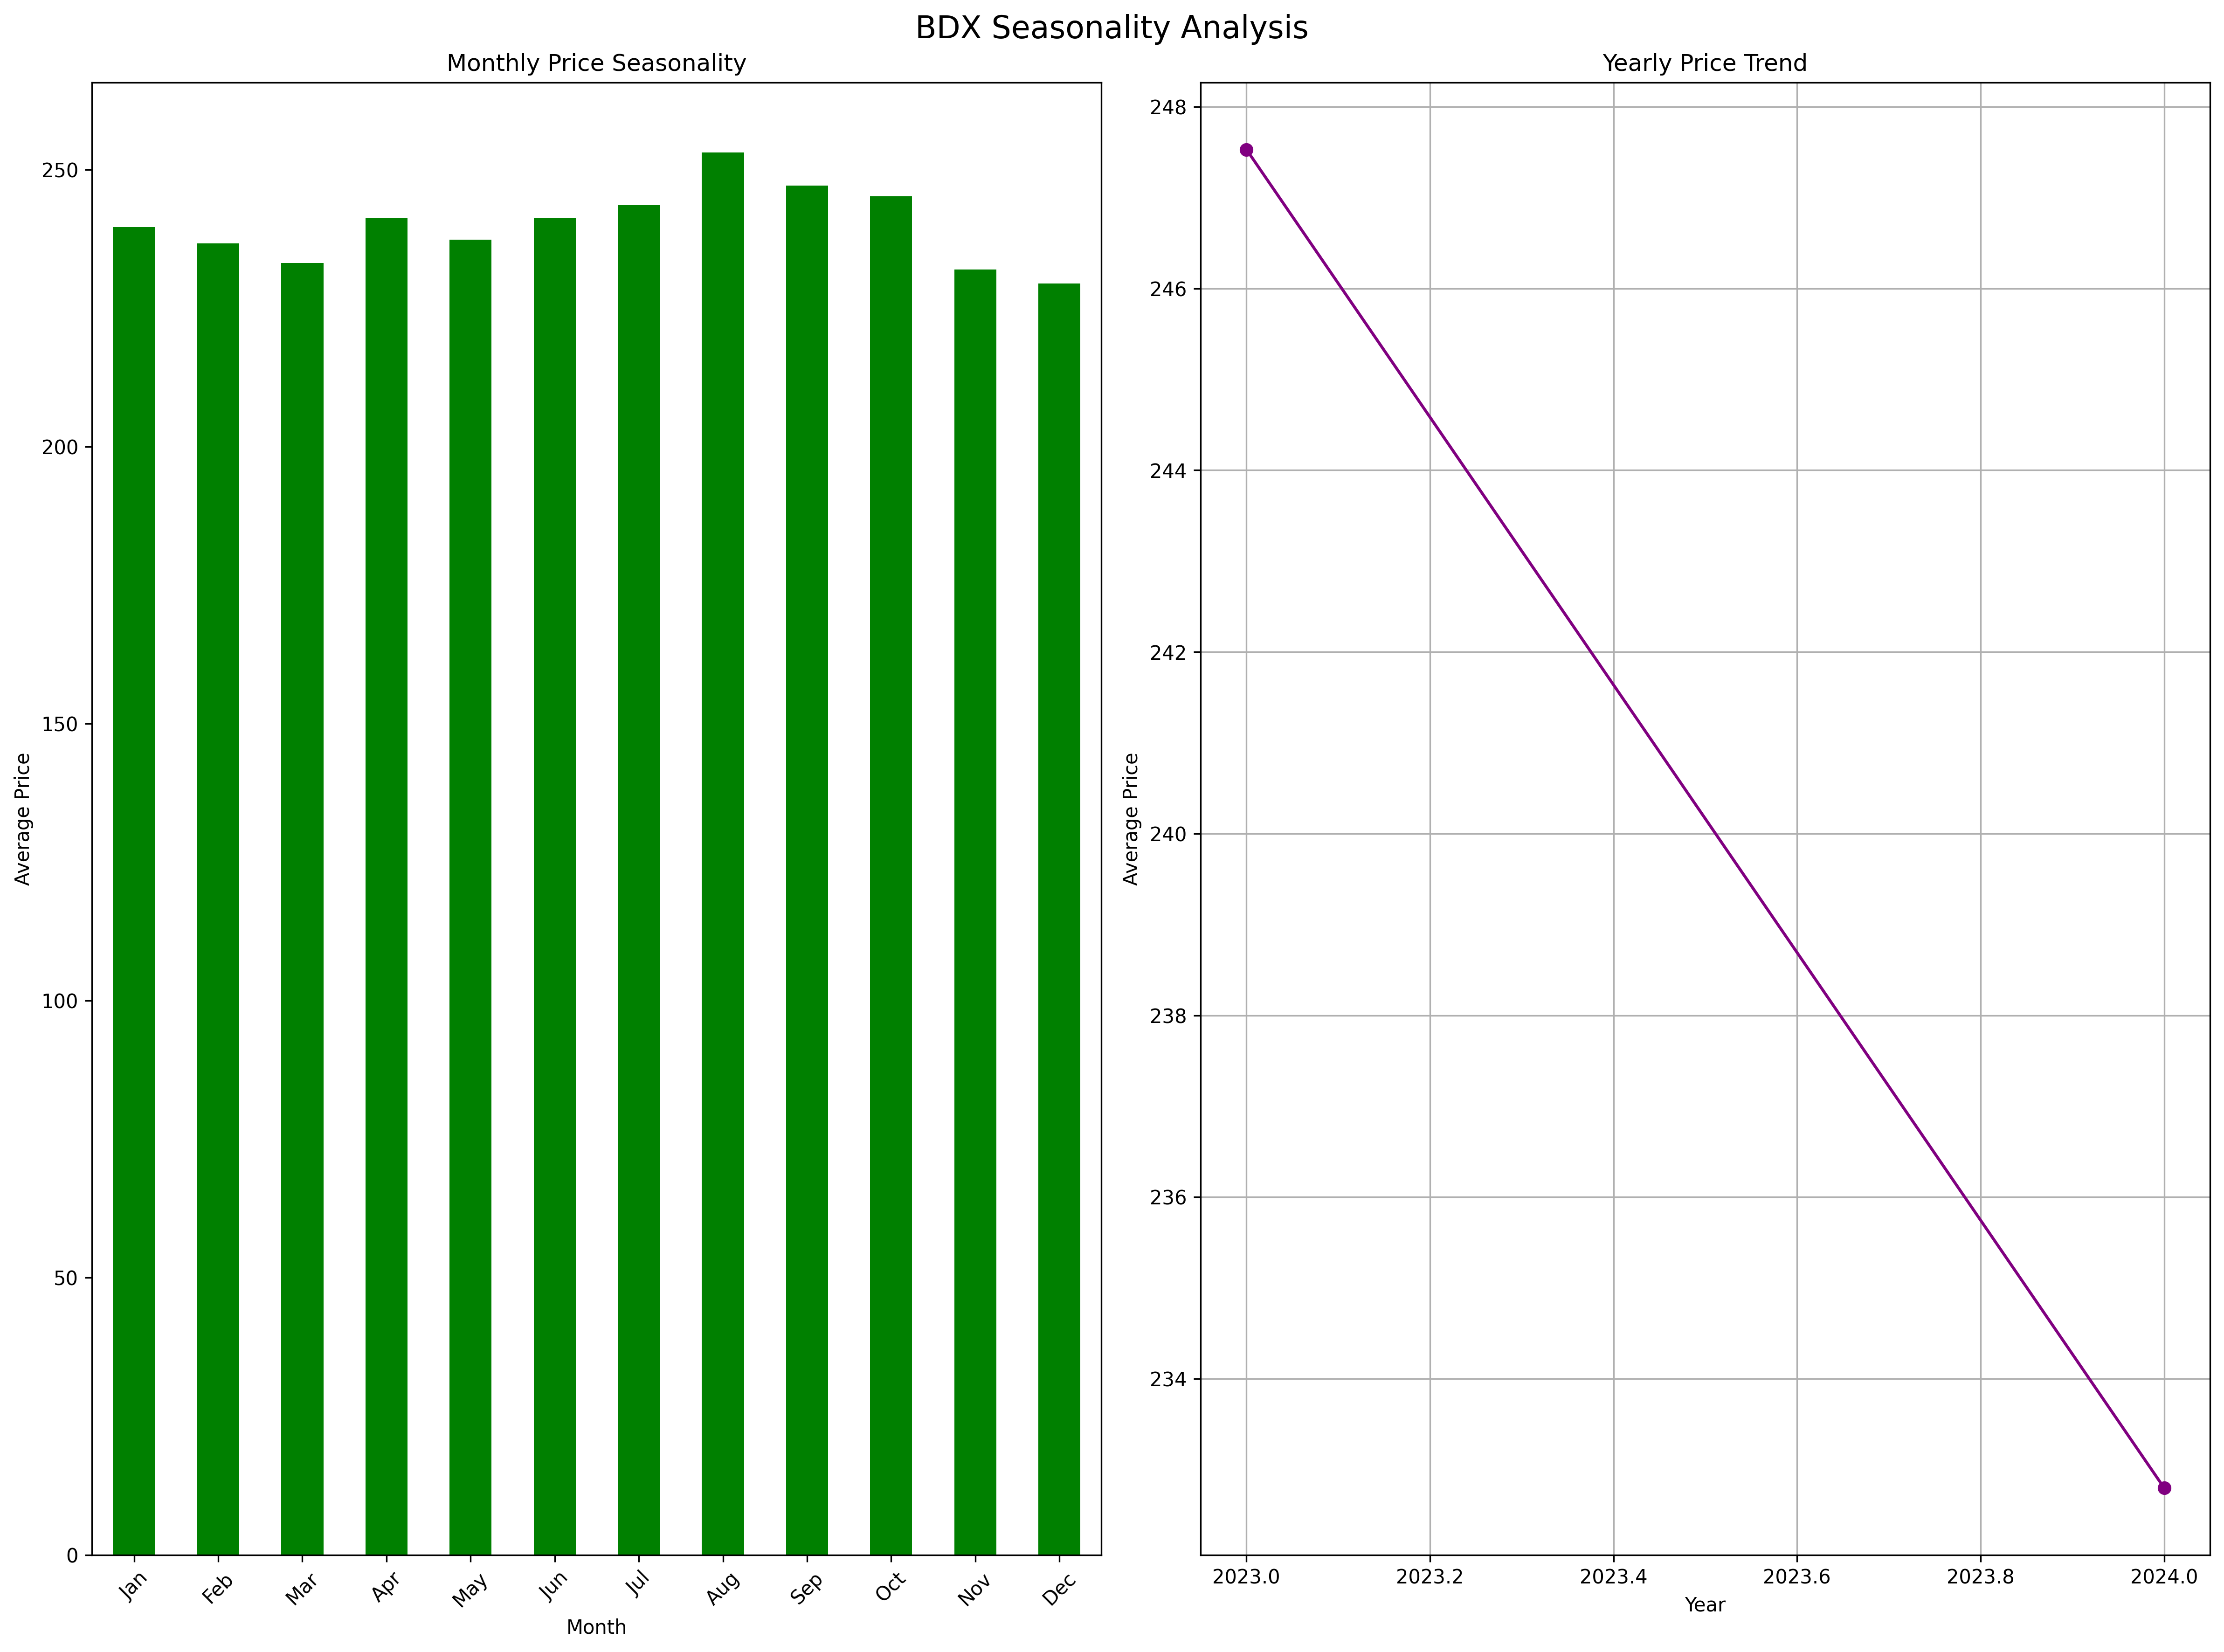 BDX Seasonality Analysis
Monthly Price Seasonality
Average Price
250
200
150
100
50
0
Jan
Feb
Mar
Apr
May
Jun
Jul
Aug
Sep
Oct
Nov
Dec
Month
Yearly Price Trend
Average Price
248
246
244
242
240
238
236
234
2023.0
2023.2
2023.4
2023.6
2023.8
2024.0
Year